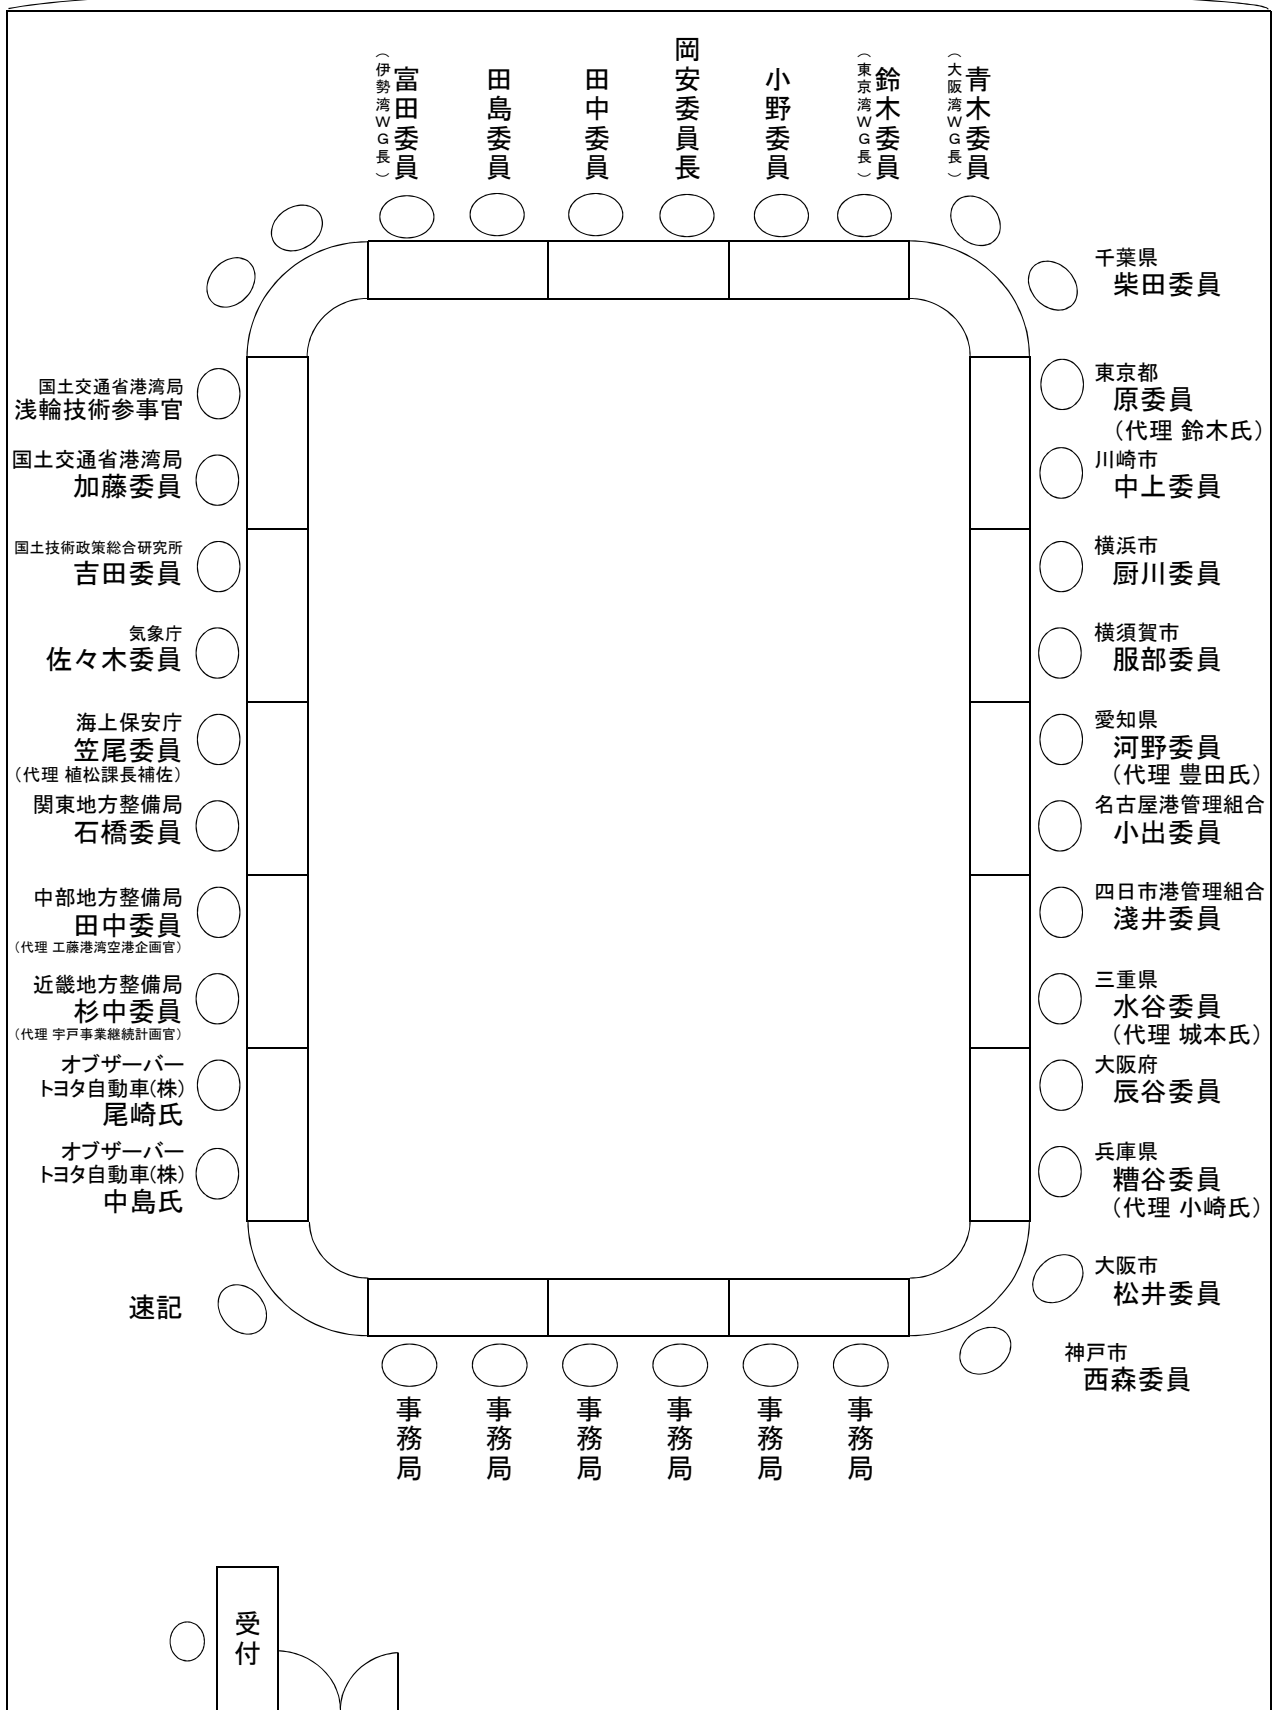 富田委員
（伊勢湾WG長）
田島委員
田中委員
岡安委員長
小野委員
鈴木委員
（東京湾WG長）
青木委員
（大阪湾WG長）
国土交通省港湾局
浅輪技術参事官
国土交通省港湾局
加藤委員
国土技術政策総合研究所
吉田委員
気象庁
佐々木委員
海上保安庁
笠尾委員
（代理 植松課長補佐）
関東地方整備局
石橋委員
中部地方整備局
田中委員
（代理 工藤港湾空港企画官）
近畿地方整備局
杉中委員
（代理 宇戸事業継続計画官）
オブザーバー
トヨタ自動車(株)
尾崎氏
オブザーバー
トヨタ自動車(株)
中島氏
速記
千葉県
柴田委員
東京都
原委員
（代理 鈴木氏）
川崎市
中上委員
横浜市
厨川委員
横須賀市
服部委員
愛知県
河野委員
（代理 豊田氏）
名古屋港管理組合
小出委員
四日市港管理組合
淺井委員
三重県
水谷委員
（代理 城本氏）
大阪府
辰谷委員
兵庫県
糟谷委員
（代理 小崎氏）
大阪市
松井委員
神戸市
西森委員
事務局
事務局
事務局
事務局
事務局
事務局
受付